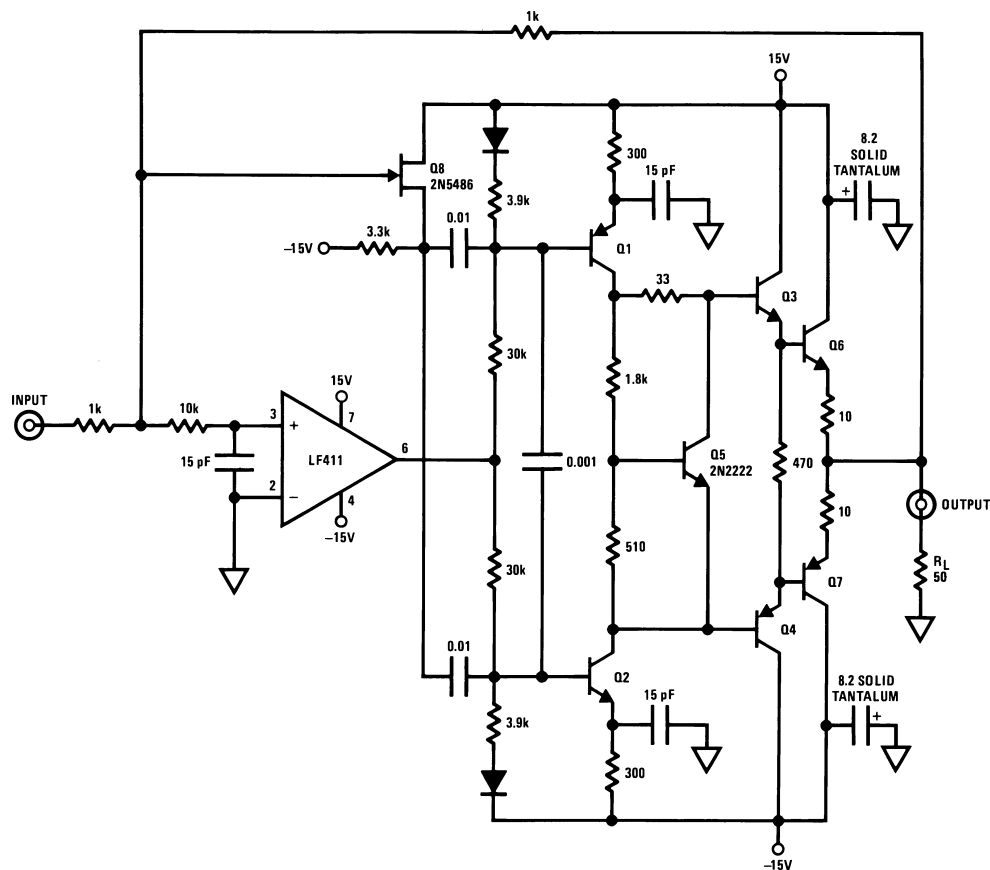 1k
15V
8.2
SOLID
TANTALUM
+
300
15 pF
Q8
2N5486
3.9k
0.01
3.3k
–15V
Q1
33
Q3
Q6
30k
1.8k
10
INPUT
1k
10k
15V
7
3
+
LF411
6
15 pF
2
–
4
–15V
0.001
Q5
2N2222
470
OUTPUT
10
RL
50
510
30k
Q7
Q4
0.01
Q2
15 pF
8.2 SOLID
TANTALUM
+
3.9k
300
–15V